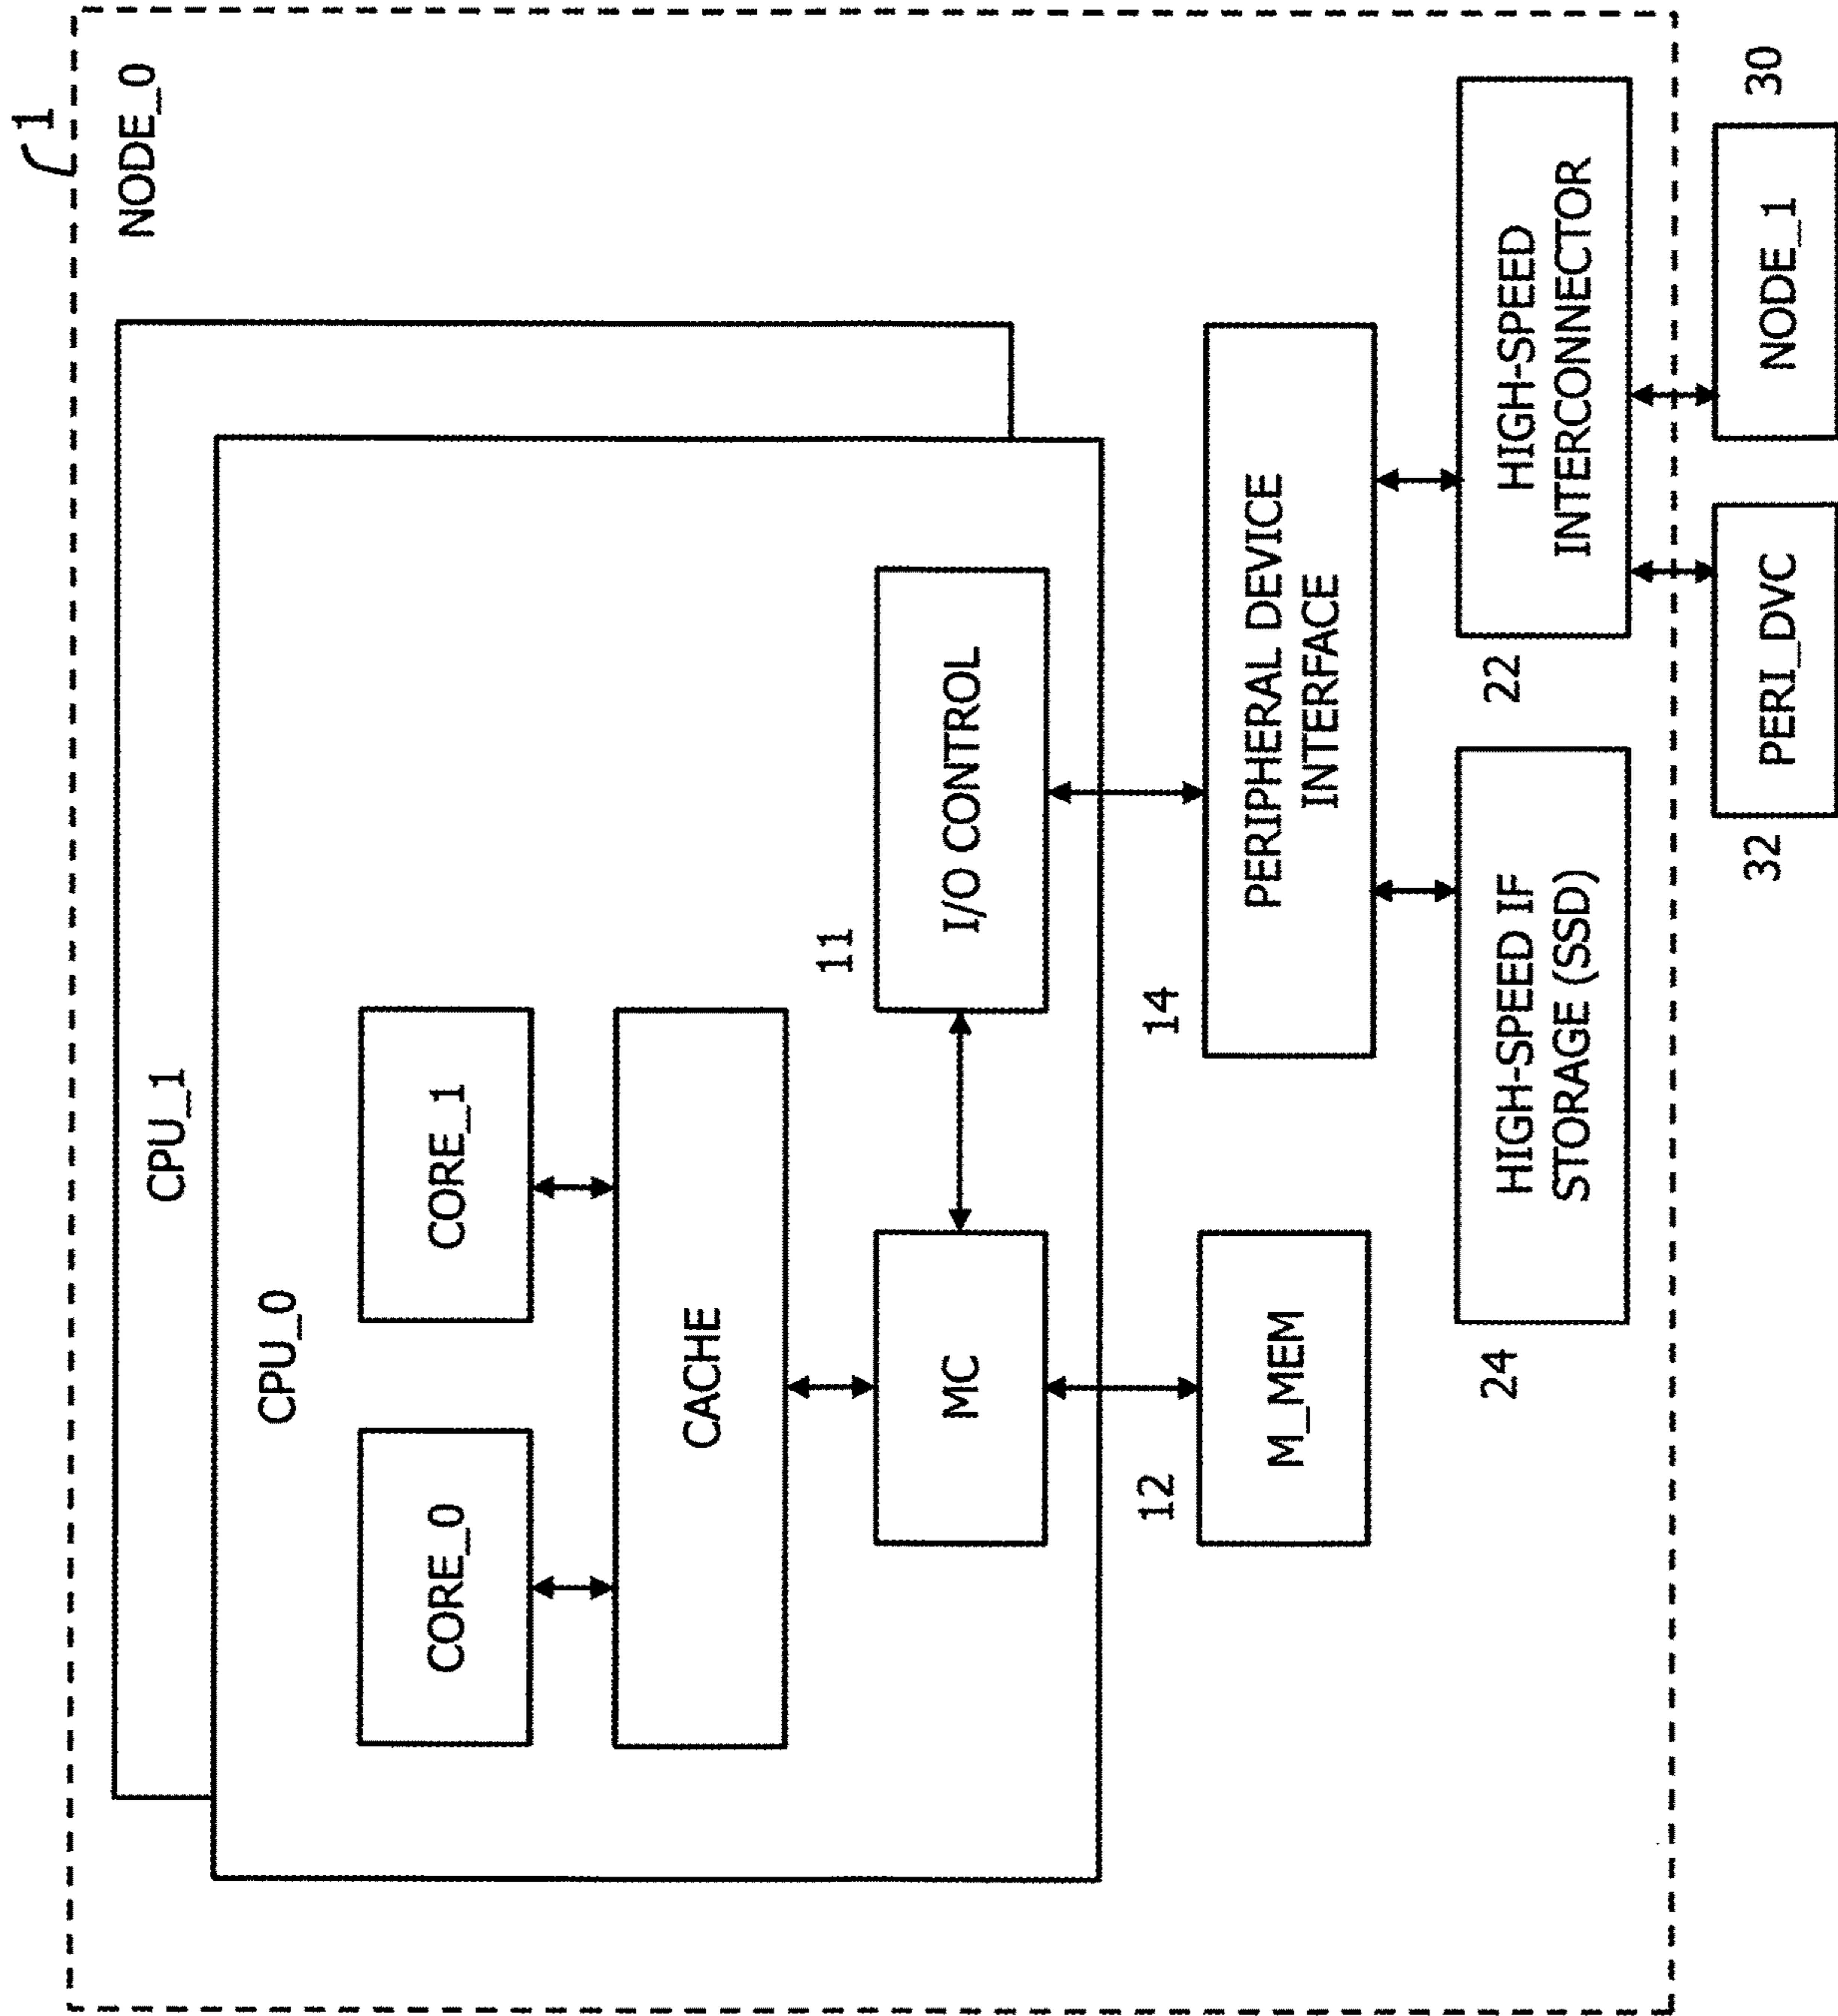 1
NODE_0
CPU_1
CPU_0
CORE_0
CORE_1
CACHE
11
MC
I/O CONTROL
12
14
M_MEM
PERIPHERAL DEVICE
INTERFACE
24
22
HIGH-SPEED IF
STORAGE (SSD)
HIGH-SPEED
INTERCONNECTOR
32
PERI_DVC
NODE_1
30